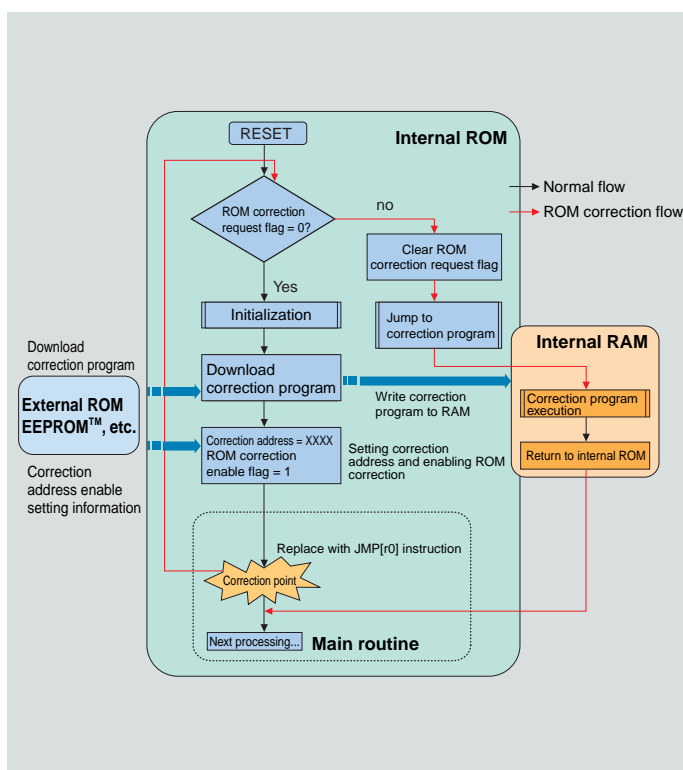 RESET
Internal ROM
ROM correction
request flag = 0?
no
Normal flow
ROM correction flow
Clear ROM
correction request flag
Yes
Initialization
Jump to
correction program
Internal RAM
Download
correction program
Download
correction program
Write correction
program to RAM
Correction program
execution
External ROM
EEPROM™, etc.
Correction address = XXXX
ROM correction
enable flag = 1
Setting correction
address and enabling ROM
correction
Return to internal ROM
Correction
address enable
setting information
Replace with JMP[r0] instruction
Correction point
Next processing...
Main routine